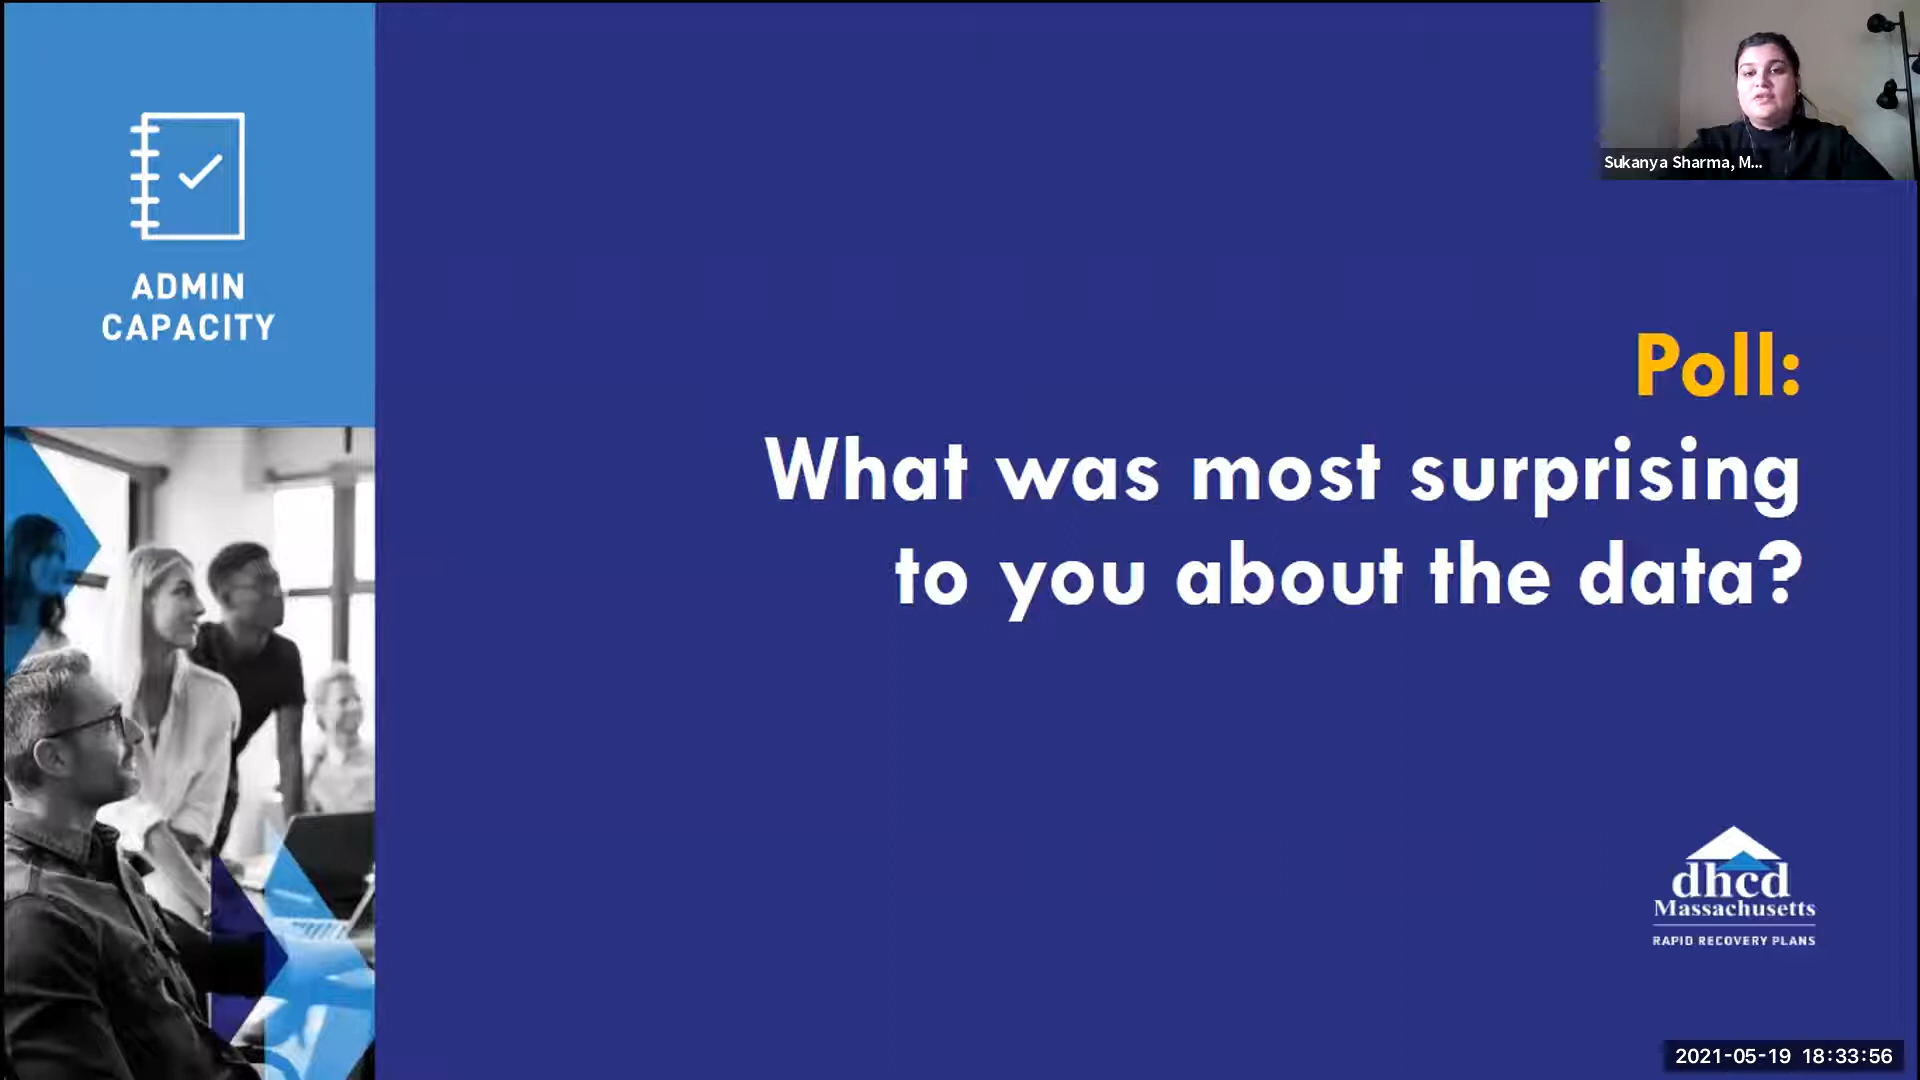 ADMIN
CAPACITY
Sukanya Sharma, M...
Poll:
What was most surprising
to you about the data?
dhcd
Massachusetts
RAPID RECOVERY PLANS
2021-05-19 18:33:56